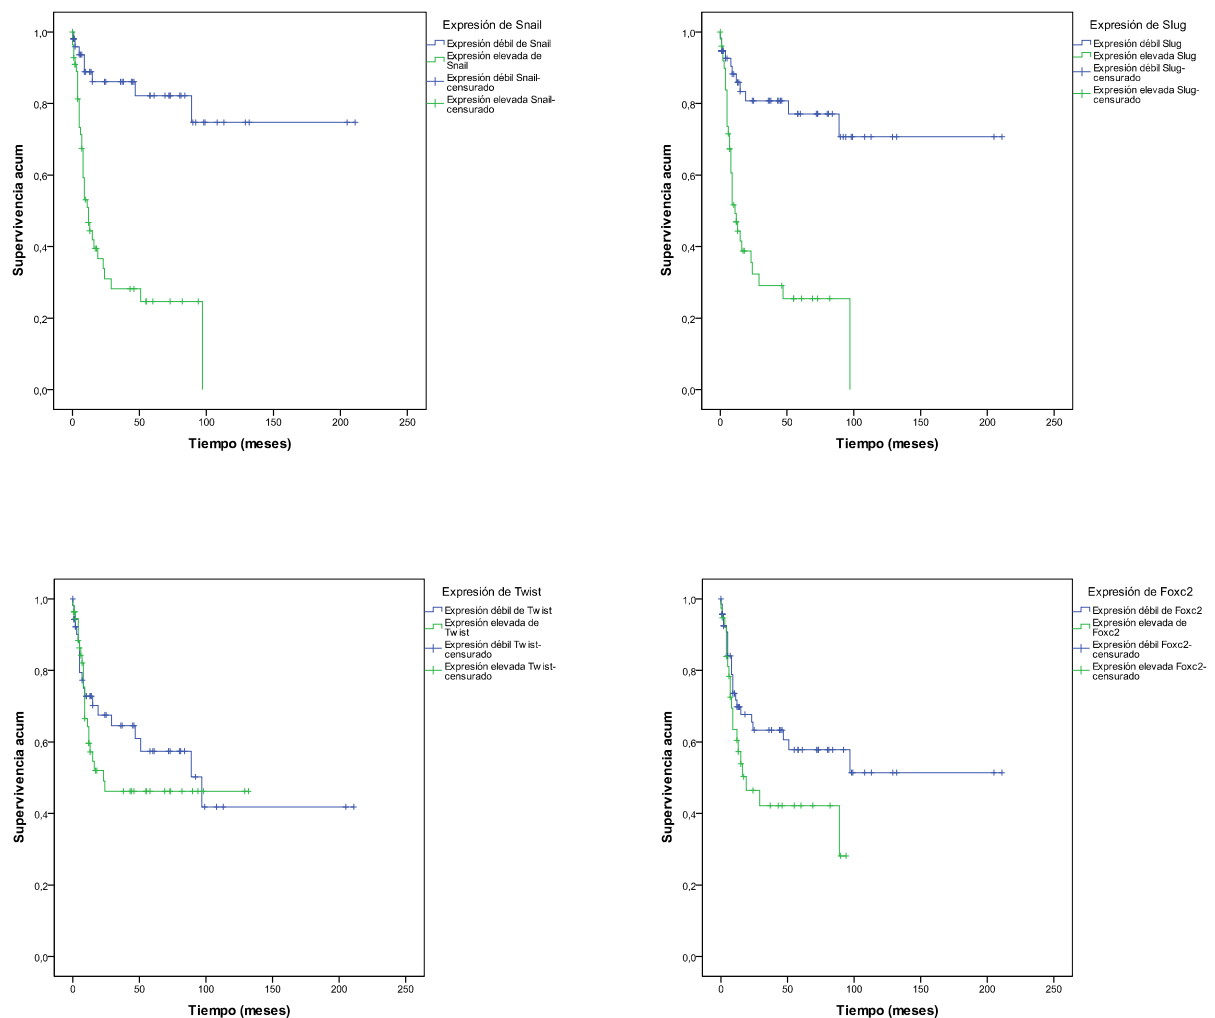 Expresión de Snail
Expresión débil de Snail
Expresión elevada de
Snail
Expresión débil Snail-
censurado
Expresión elevada Snail-
censurado
Supervivencia acum
1,0
0,8
0,6
0,4
0,2
0,0
0 50 100 150 200 250
Tiempo (meses)
Expresión de Slug
Expresión débil Slug
Expresión elevada Slug
Expresión débil Slug-
censurado
Expresión elevada Slug-
censurado
Supervivencia acum
1,0
0,8
0,6
0,4
0,2
0,0
0 50 100 150 200 250
Tiempo (meses)
Expresión de Twist
Expresión débil de Twist
Expresión elevada de
Twist
Expresión débil Twist-
censurado
Expresión elevada Twist-
censurado
Supervivencia acum
1,0
0,8
0,6
0,4
0,2
0,0
0 50 100 150 200 250
Tiempo (meses)
Expresión de Foxc2
Expresión débil de Foxc2
Expresión elevada de
Foxc2
Expresión débil Foxc2-
censurado
Expresión elevada Foxc2-
censurado
Supervivencia acum
1,0
0,8
0,6
0,4
0,2
0,0
0 50 100 150 200 250
Tiempo (meses)